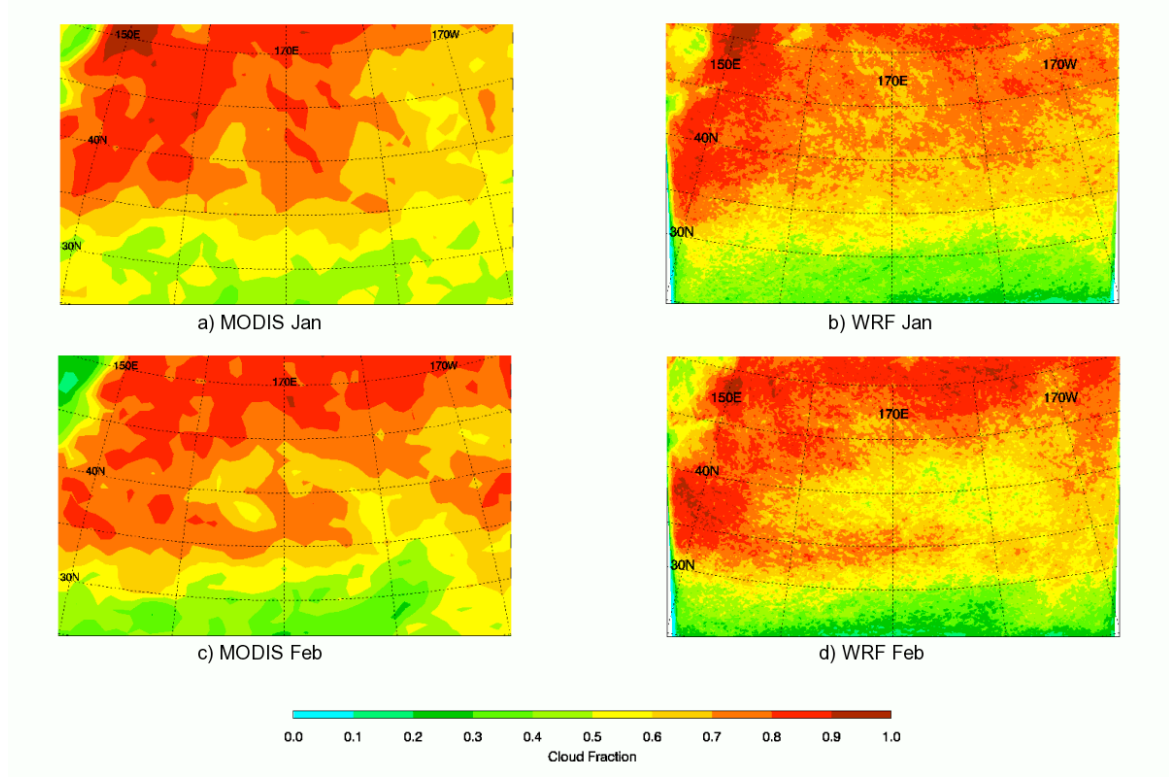 150E 170E 170W
40N
30N
a) MODIS Jan
150E 170E 170W
40N
30N
b) WRF Jan
150E 170E 170W
40N
30N
c) MODIS Feb
150E 170E 170W
40N
30N
d) WRF Feb
0.0 0.1 0.2 0.3 0.4 0.5 0.6 0.7 0.8 0.9 1.0
Cloud Fraction